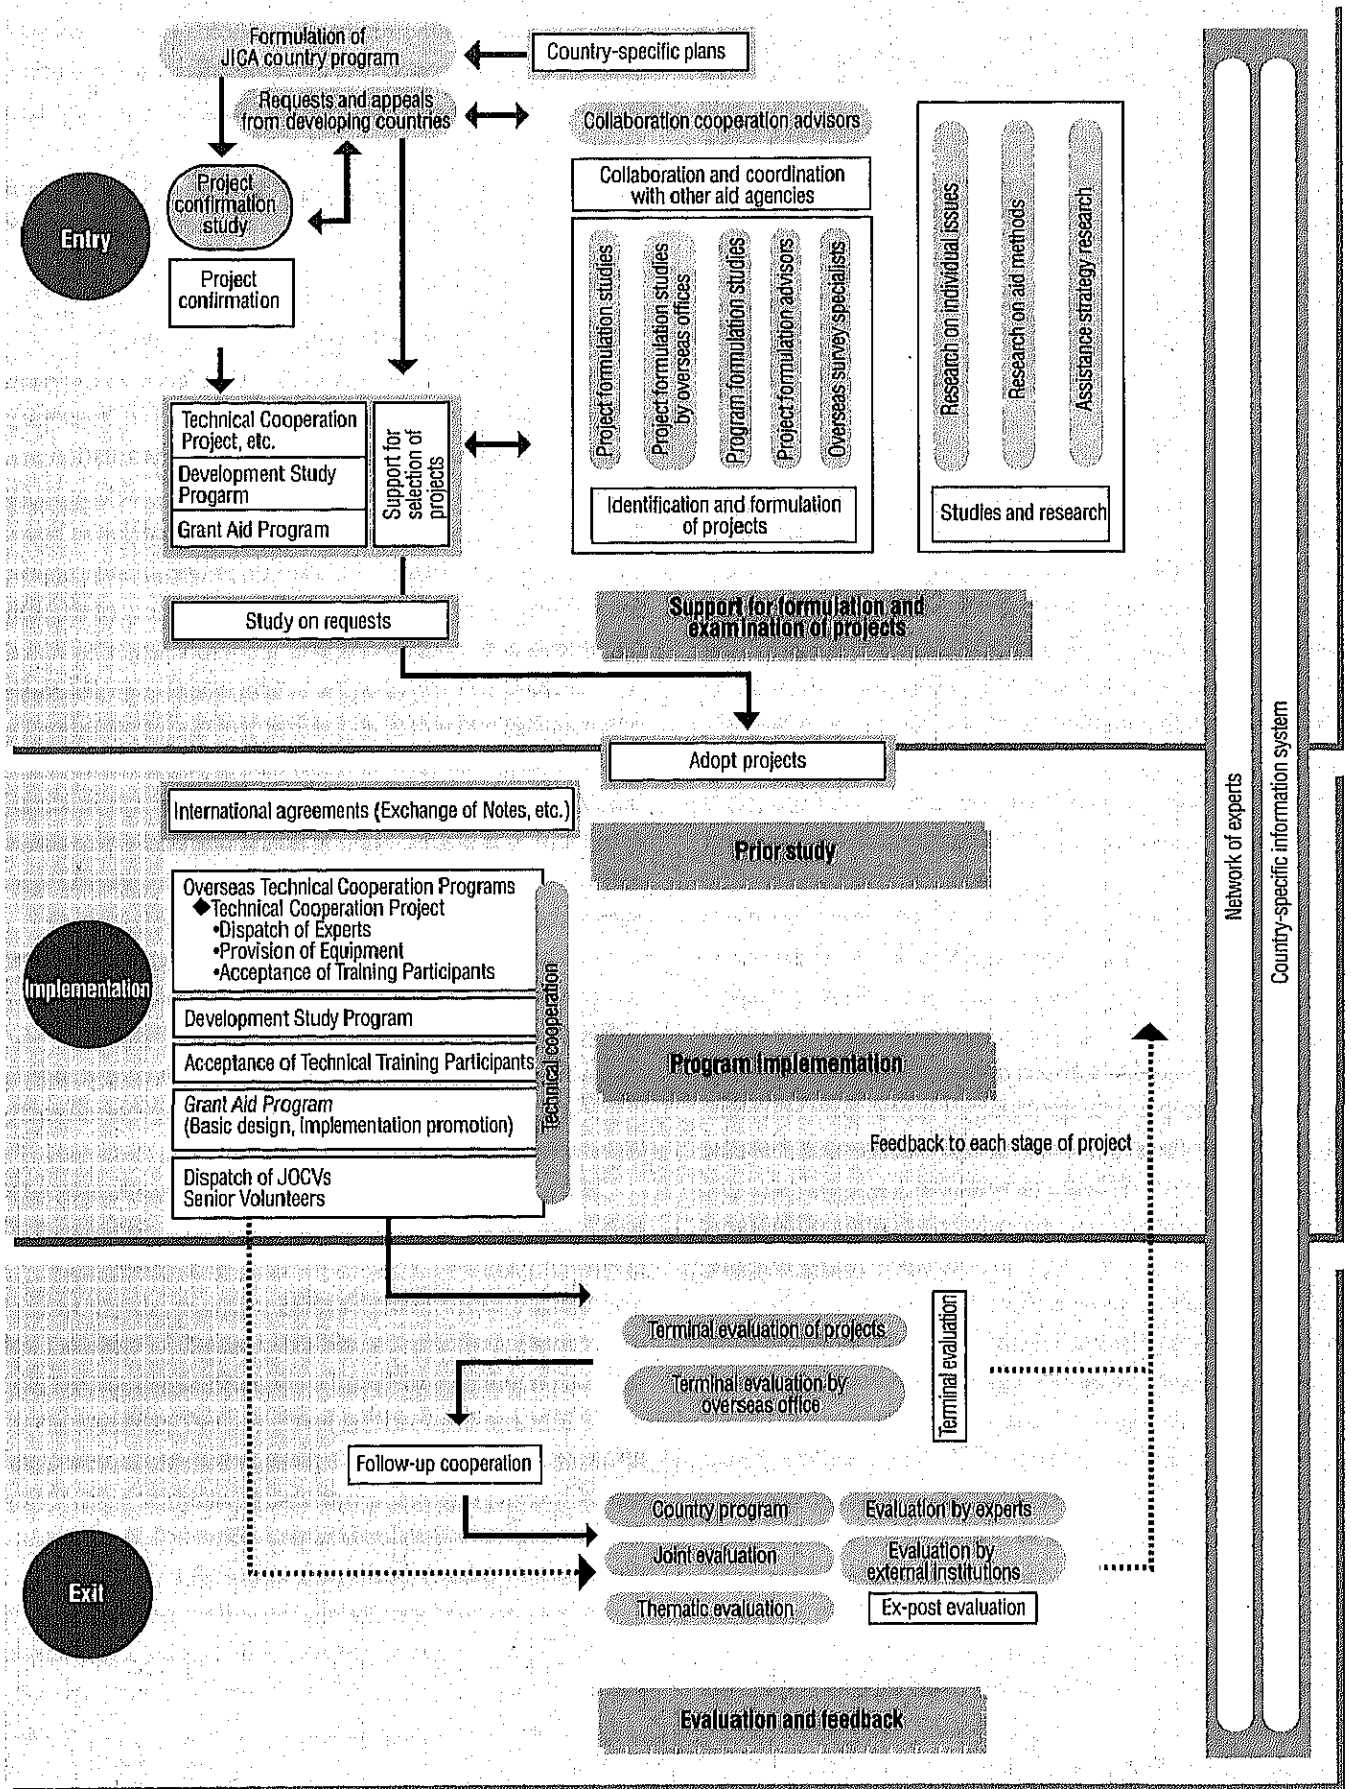 Formulation of
JICA country program
Country-specific plans
Requests and appeals
from developing countries
Collaboration cooperation advisors
Project
confirmation
study
Collaboration and coordination
with other aid agencies
Entry
Project
confirmation
Project formulation studies
Project formulation studies
by overseas offices
Program formulation studies
Project formulation advisors
Overseas survey specialists
Identification and formulation
of projects
Research on individual issues
Research on aid methods
Assistance strategy research
Studies and research
Technical Cooperation
Project, etc.
Development Study
Progarm
Grant Aid Program
Support for
selection of
projects
Study on requests
Support for formulation and
examination of projects
Adopt projects
Network of experts
Country-specific information system
International agreements (Exchange of Notes, etc.)
Prior study
Implementation
Overseas Technical Cooperation Programs
◆Technical Cooperation Project
•Dispatch of Experts
•Provision of Equipment
•Acceptance of Training Participants
Development Study Program
Acceptance of Technical Training Participants
Grant Aid Program
(Basic design, Implementation promotion)
Dispatch of JOCVs
Senior Volunteers
Technical cooperation
Program Implementation
Feedback to each stage of project
Terminal evaluation of projects
Terminal evaluation by
overseas office
Terminal evaluation
Follow-up cooperation
Exit
Country program
Evaluation by experts
Joint evaluation
Evaluation by
external institutions
Thematic evaluation
Ex-post evaluation
Evaluation and feedback